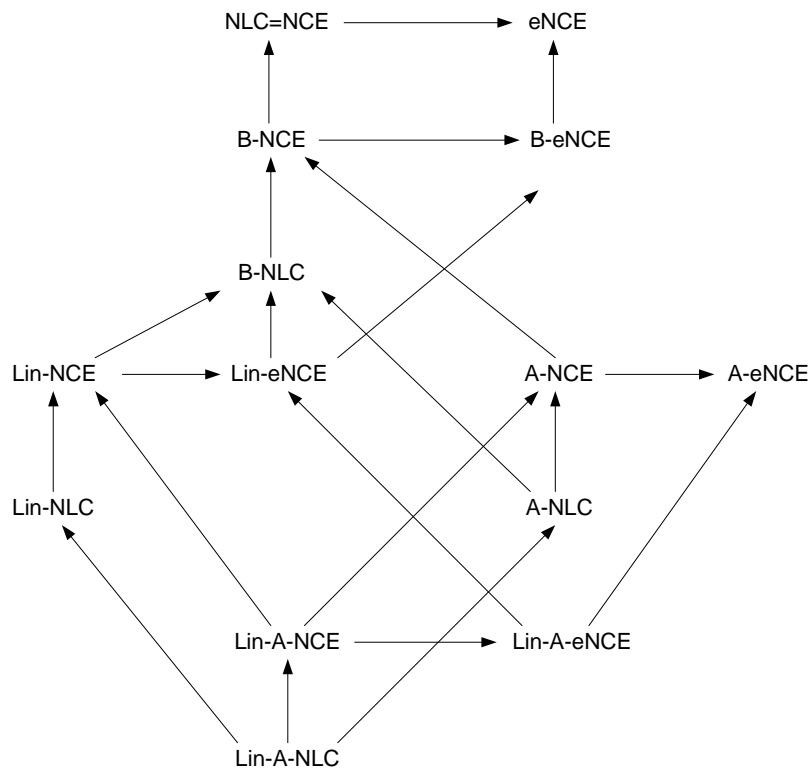 NLC=NCE eNCE
B-NCE B-eNCE
B-NLC
Lin-NCE Lin-eNCE A-NCE A-eNCE
Lin-NLC A-NLC
Lin-A-NCE Lin-A-eNCE
Lin-A-NLC